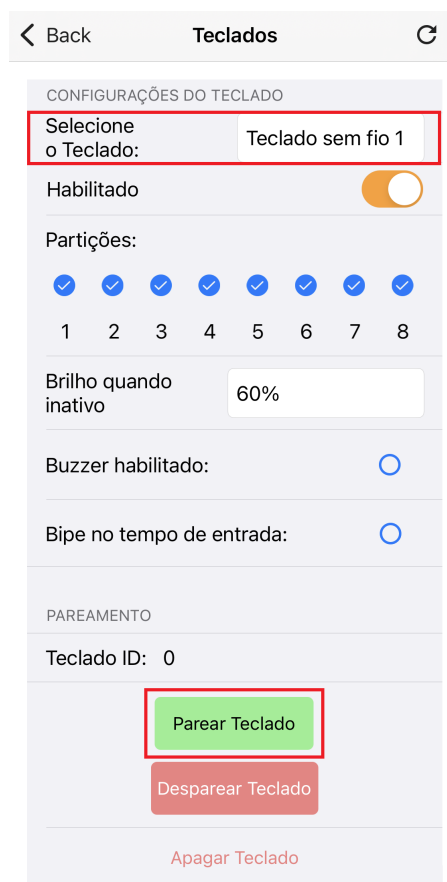 Back
Teclados
CONFIGURAÇÕES DO TECLADO
Selecione
o Teclado:
Teclado sem fio 1
Habilitado
Partições:
1 2 3 4 5 6 7 8
Brilho quando
inativo
60%
Buzzer habilitado:
Bipe no tempo de entrada:
PAREAMENTO
Teclado ID: 0
Parear Teclado
Desparear Teclado
Apagar Teclado